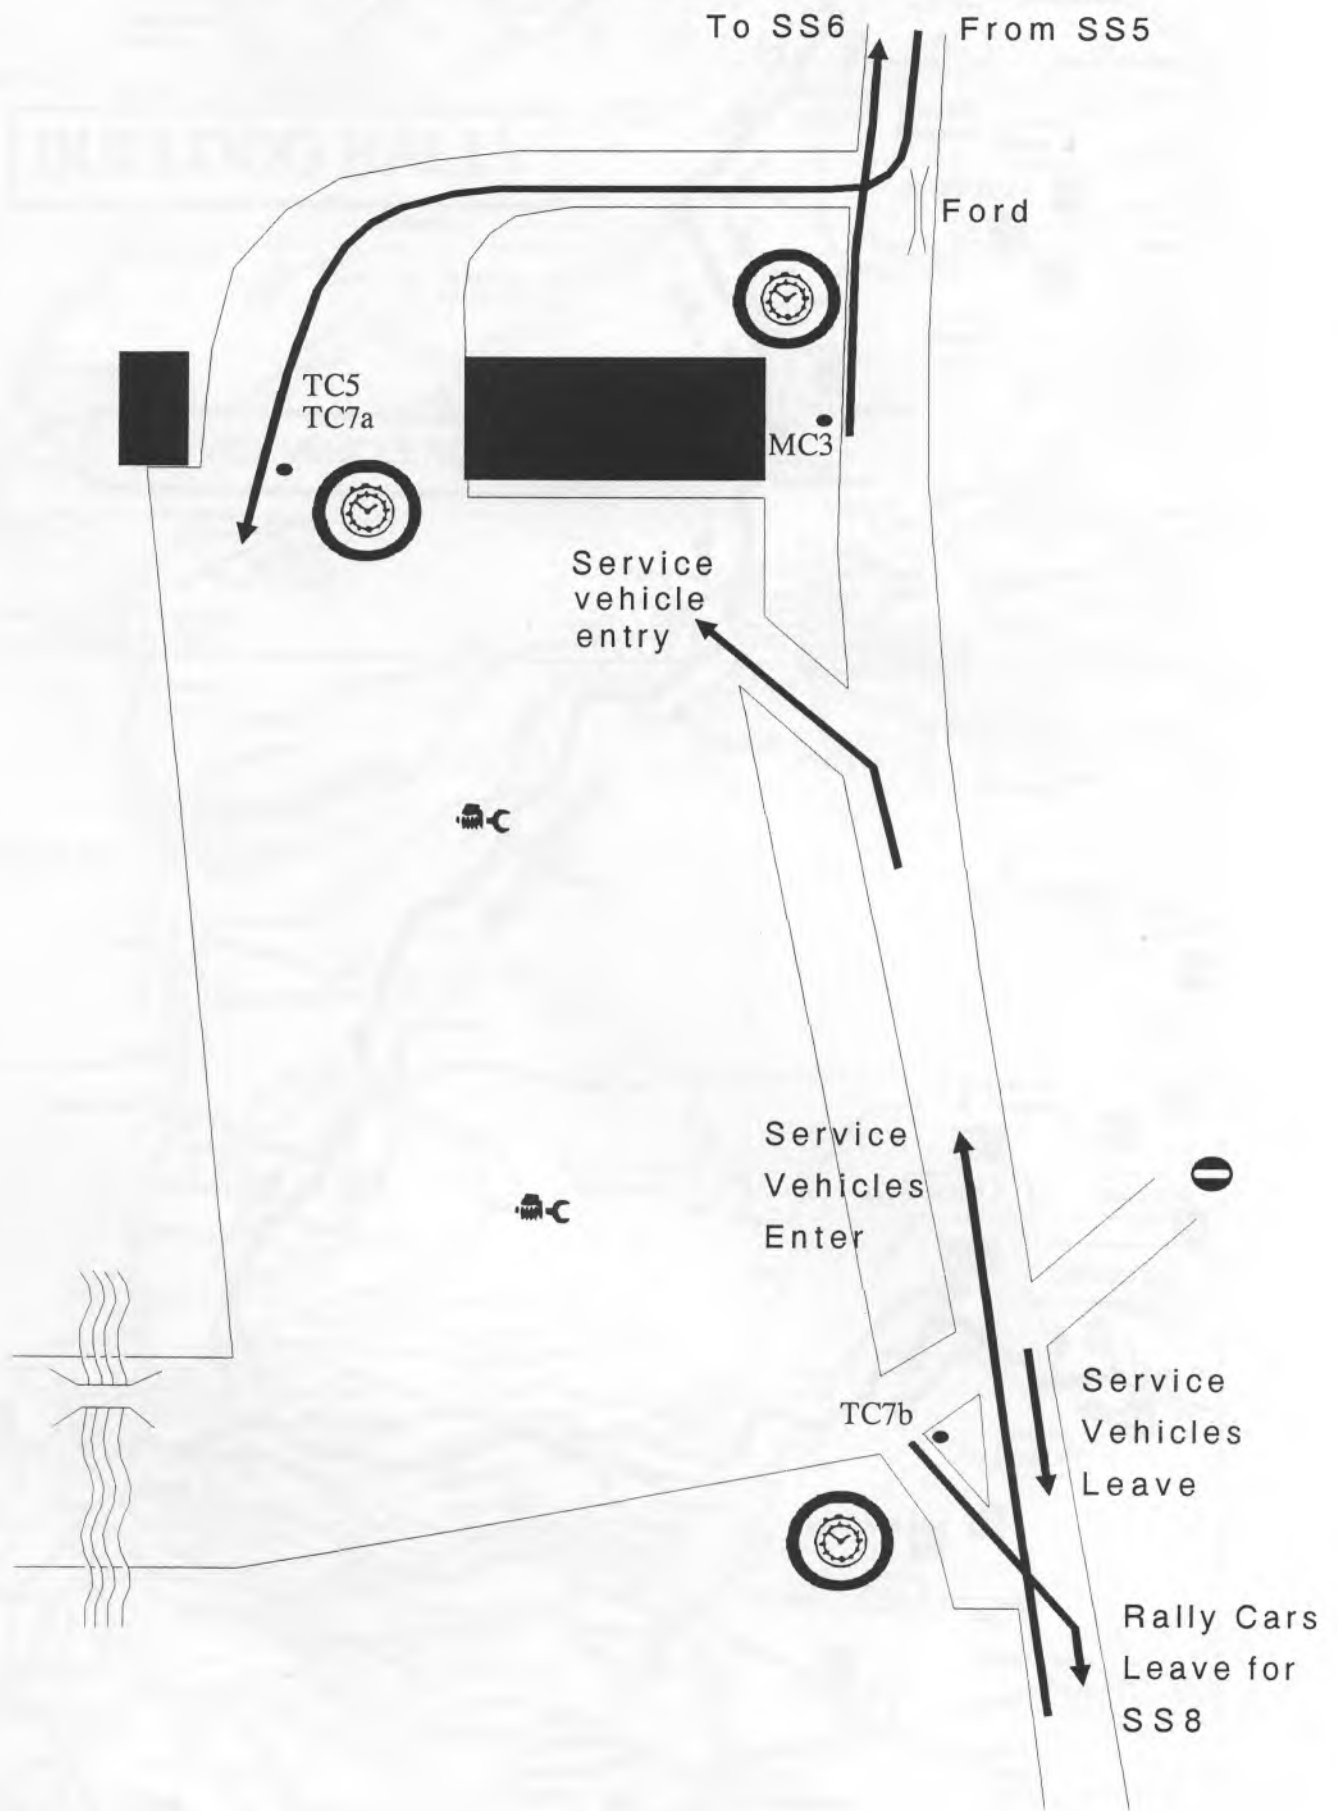 To SS6
From SS5
Ford
TC5
TC7a
MC3
Service
vehicle
entry
Service
Vehicles
Enter
TC7b
Service
Vehicles
Leave
Rally Cars
Leave for
SS8